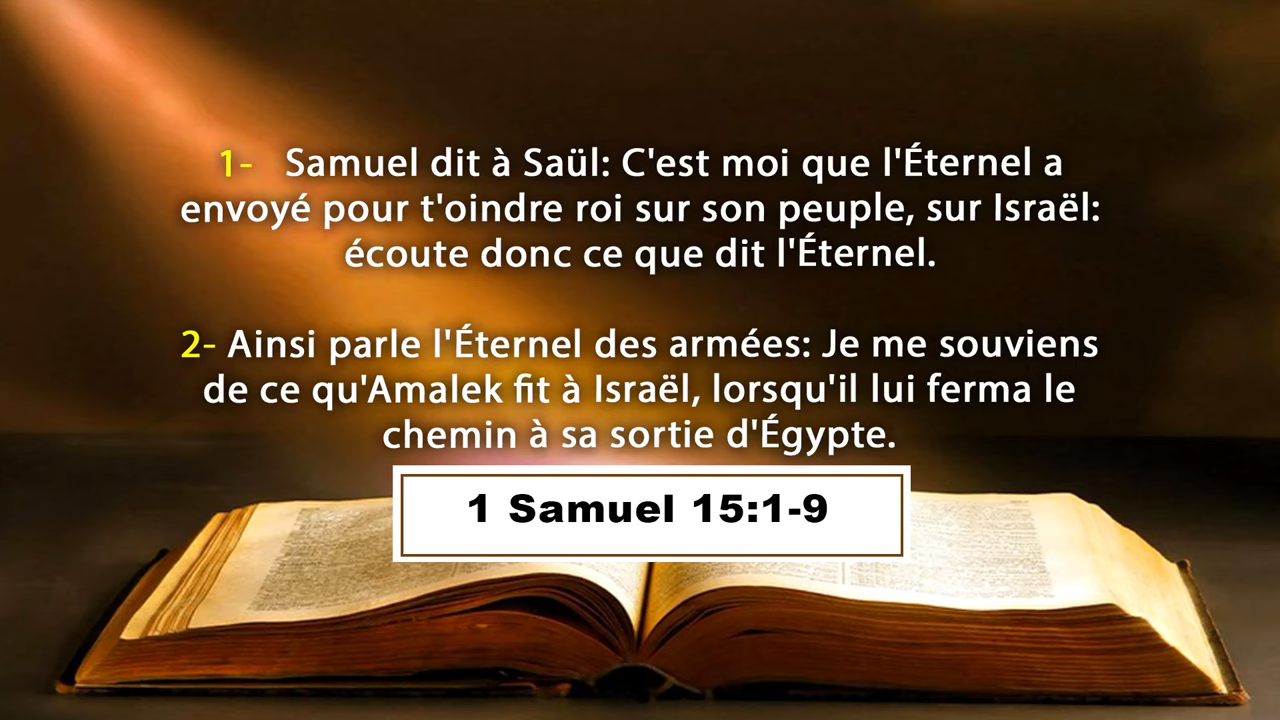 1- Samuel dit à Saül: C'est moi que l'Éternel a
envoyé pour t'oindre roi sur son peuple, sur Israël:
écoute donc ce que dit l'Éternel.
2- Ainsi parle l'Éternel des armées: Je me souviens
de ce qu'Amalek fit à Israël, lorsqu'il lui ferma le
chemin à sa sortie d'Égypte.
1 Samuel 15:1-9